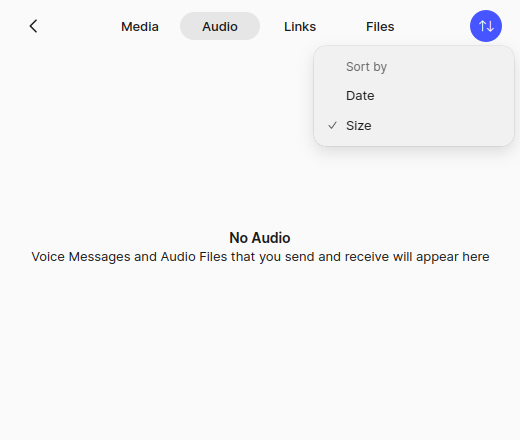 Media
Audio
Links
Files
Sort by
Date
Size
No Audio
Voice Messages and Audio Files that you send and receive will appear here